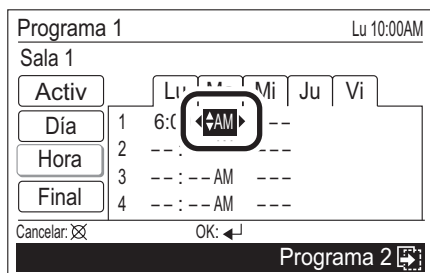 Programa 1 Lu 10:00AM
Sala 1
Activ Lu Mi Ju Vi
Día 1 AM --
Hora 2 --:
3 --:--AM ---
Final 4 --:--AM ---
Cancelar: OK:
Programa 2